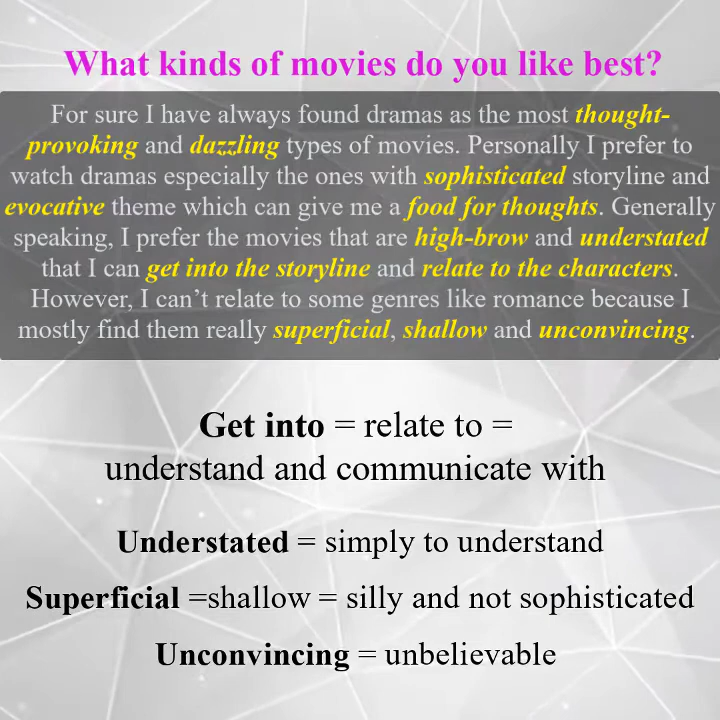 What kinds of movies do you like best?
For sure I have always found dramas as the most thought-
provoking and dazzling types of movies. Personally I prefer to
watch dramas especially the ones with sophisticated storyline and
evocative theme which can give me a food for thoughts. Generally
speaking, I prefer the movies that are high-brow and understated
that I can get into the storyline and relate to the characters.
However, I can’t relate to some genres like romance because I
mostly find them really superficial, shallow and unconvincing.
Get into = relate to =
understand and communicate with
Understated = simply to understand
Superficial =shallow = silly and not sophisticated
Unconvincing = unbelievable